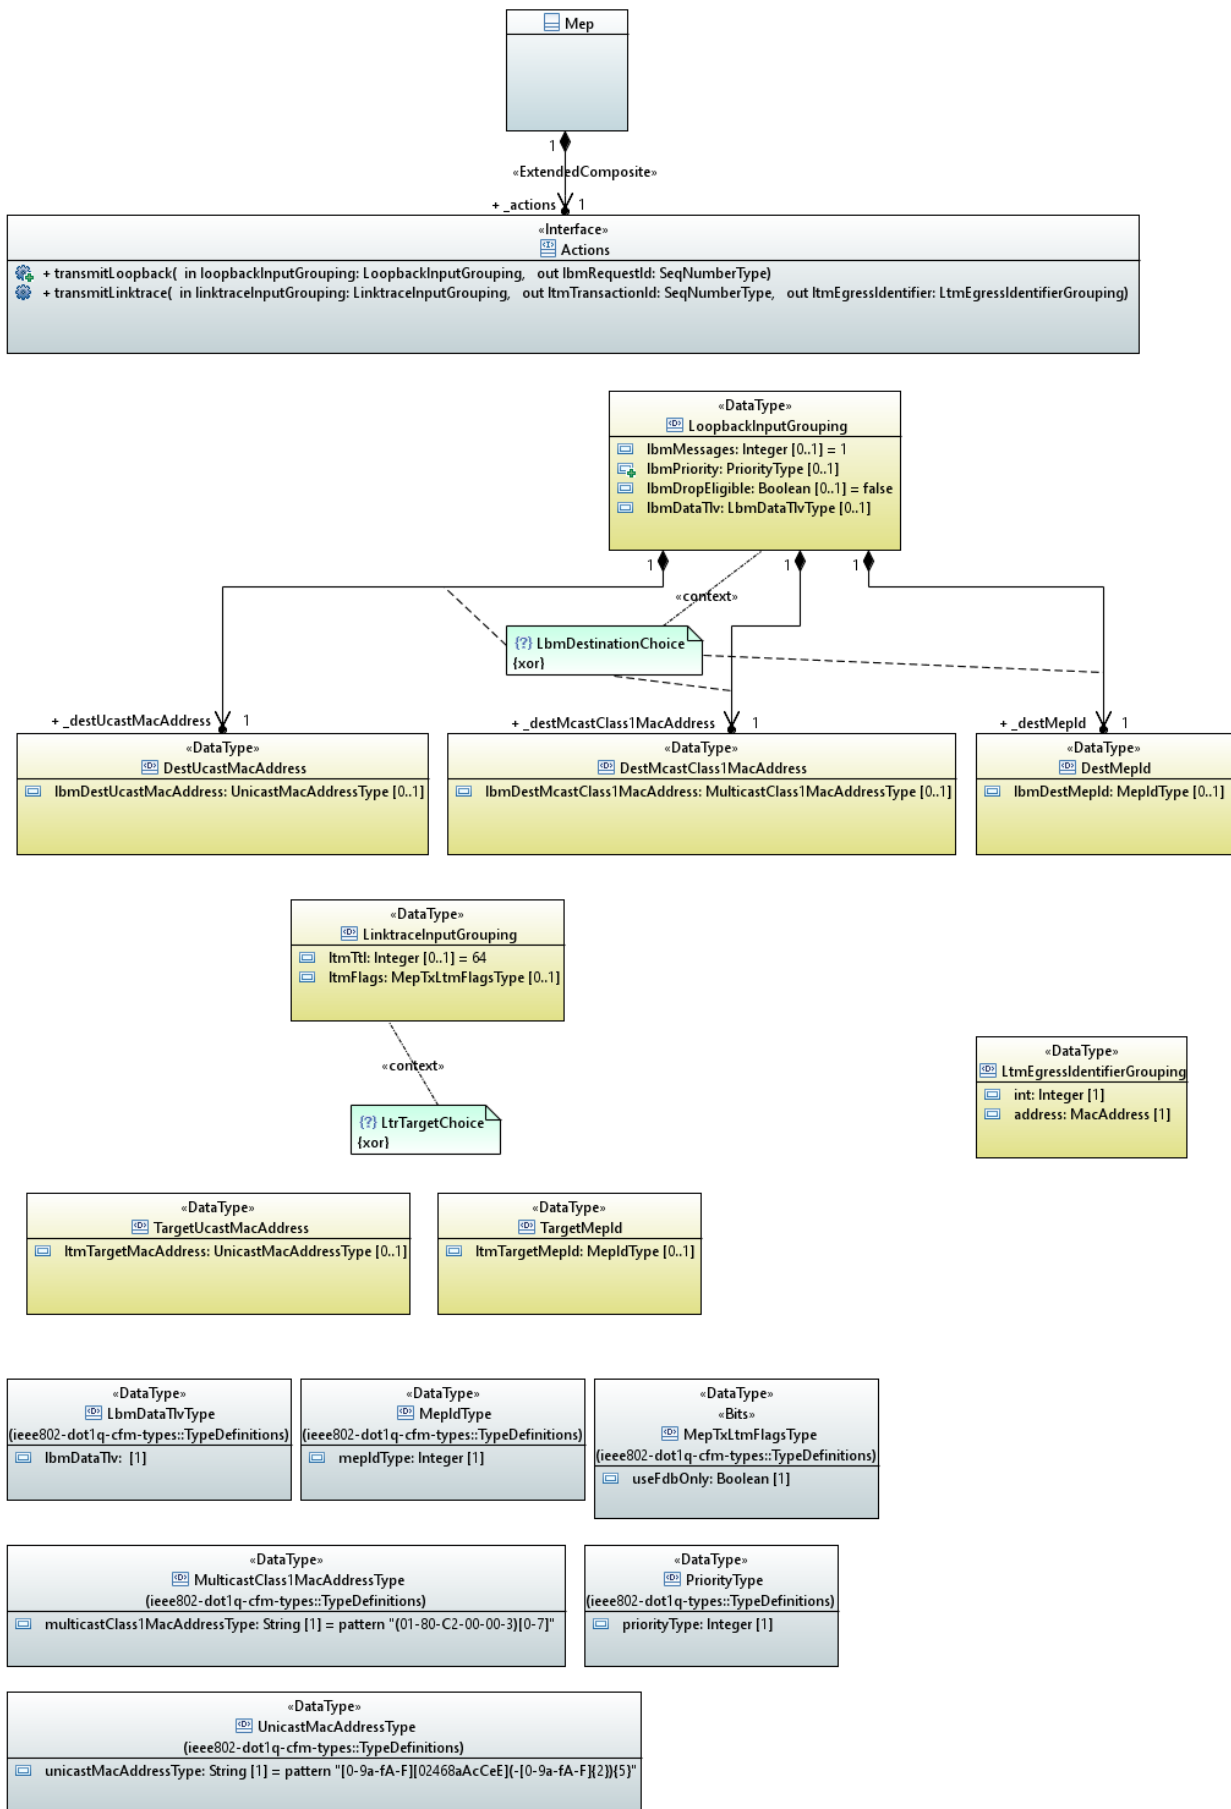 Mep
1
«ExtendedComposite»
+ _actions 1
«Interface»
Actions
+ transmitLoopback( in loopbackInputGrouping: LoopbackInputGrouping, out lbmRequestId: SeqNumberType)
+ transmitLinktrace( in linktraceInputGrouping: LinktraceInputGrouping, out ltmTransactionId: SeqNumberType, out ltmEgressIdentifier: LtmEgressIdentifierGrouping)
«DataType»
LoopbackInputGrouping
lbmMessages: Integer [0..1] = 1
lbmPriority: PriorityType [0..1]
lbmDropEligible: Boolean [0..1] = false
lbmDataTlv: LbmDataTlvType [0..1]
1 1 1
«context»
{?} LbmDestinationChoice
{xor}
+ _destUcastMacAddress 1
+ _destMcastClass1MacAddress 1
+ _destMepId 1
«DataType»
DestUcastMacAddress
lbmDestUcastMacAddress: UnicastMacAddressType [0..1]
«DataType»
DestMcastClass1MacAddress
lbmDestMcastClass1MacAddress: MulticastClass1MacAddressType [0..1]
«DataType»
DestMepId
lbmDestMepId: MepIdType [0..1]
«DataType»
LinktraceInputGrouping
ltmTtl: Integer [0..1] = 64
ltmFlags: MepTxLtmFlagsType [0..1]
«context»
{?} LtrTargetChoice
{xor}
«DataType»
LtmEgressIdentifierGrouping
int: Integer [1]
address: MacAddress [1]
«DataType»
TargetUcastMacAddress
ltmTargetMacAddress: UnicastMacAddressType [0..1]
«DataType»
TargetMepId
ltmTargetMepId: MepIdType [0..1]
«DataType»
LbmDataTlvType
(ieee802-dot1q-cfm-types::TypeDefinitions)
lbmDataTlv: [1]
«DataType»
MepIdType
(ieee802-dot1q-cfm-types::TypeDefinitions)
mepIdType: Integer [1]
«DataType»
«Bits»
MepTxLtmFlagsType
(ieee802-dot1q-cfm-types::TypeDefinitions)
useFdbOnly: Boolean [1]
«DataType»
MulticastClass1MacAddressType
(ieee802-dot1q-cfm-types::TypeDefinitions)
multicastClass1MacAddressType: String [1] = pattern "(01-80-C2-00-00-3)[0-7]"
«DataType»
PriorityType
(ieee802-dot1q-types::TypeDefinitions)
priorityType: Integer [1]
«DataType»
UnicastMacAddressType
(ieee802-dot1q-cfm-types::TypeDefinitions)
unicastMacAddressType: String [1] = pattern "[0-9a-fA-F][02468aAcCeE](-[0-9a-fA-F]{2}){5}"